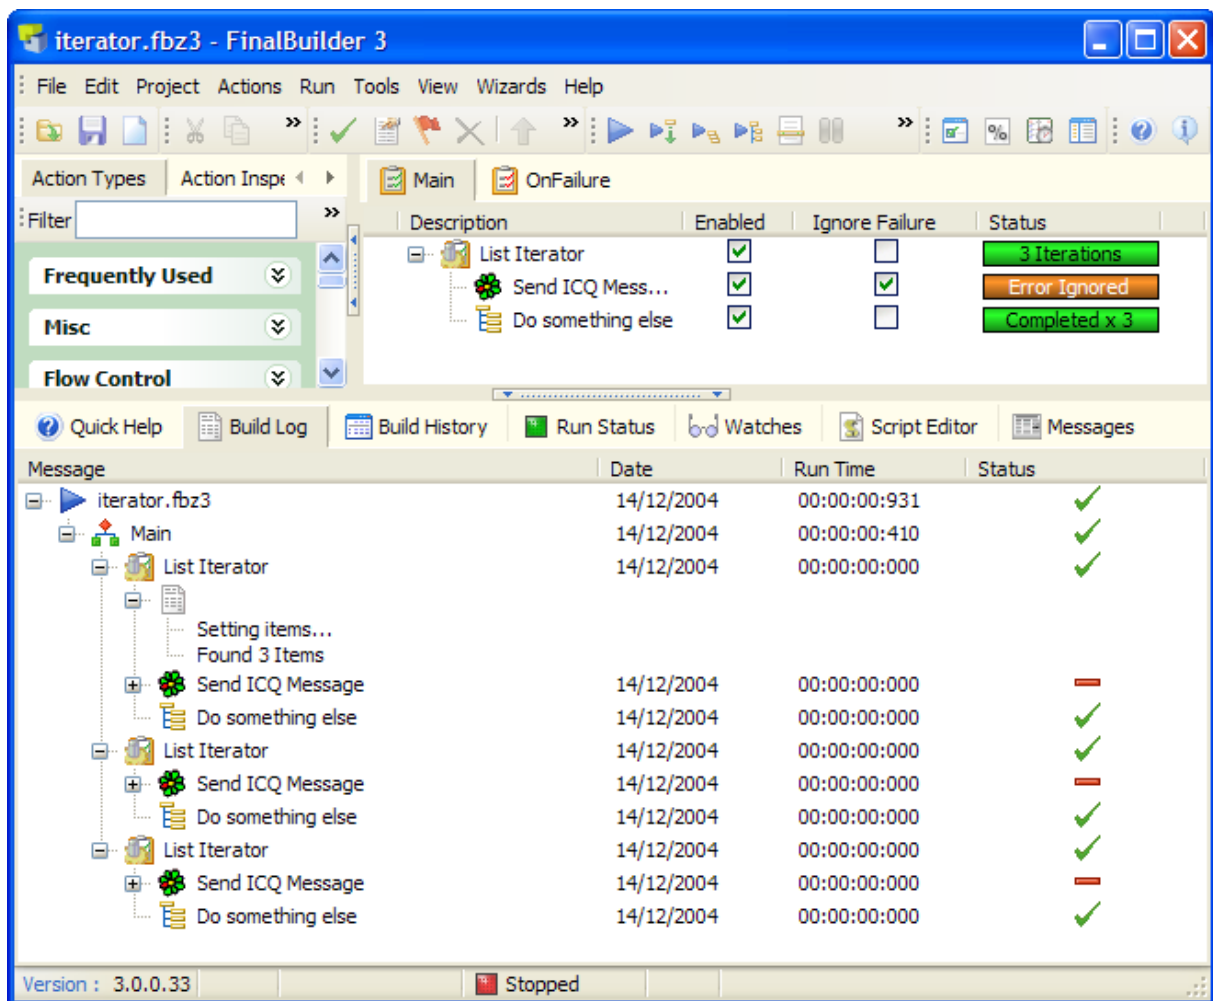 iterator.fbz3 - FinalBuilder 3
File Edit Project Actions Run Tools View Wizards Help
Action Types Action Inspe Main OnFailure
Filter
Description Enabled Ignore Failure Status
List Iterator 3 Iterations
Frequently Used
Send ICQ Mess... Error Ignored
Misc
Do something else Completed x 3
Flow Control
Quick Help Build Log Build History Run Status Watches Script Editor Messages
Message Date Run Time Status
iterator.fbz3 14/12/2004 00:00:00:931
Main 14/12/2004 00:00:00:410
List Iterator 14/12/2004 00:00:00:000
Setting items...
Found 3 Items
Send ICQ Message 14/12/2004 00:00:00:000
Do something else 14/12/2004 00:00:00:000
List Iterator 14/12/2004 00:00:00:000
Send ICQ Message 14/12/2004 00:00:00:000
Do something else 14/12/2004 00:00:00:000
List Iterator 14/12/2004 00:00:00:000
Send ICQ Message 14/12/2004 00:00:00:000
Do something else 14/12/2004 00:00:00:000
Version : 3.0.0.33 Stopped